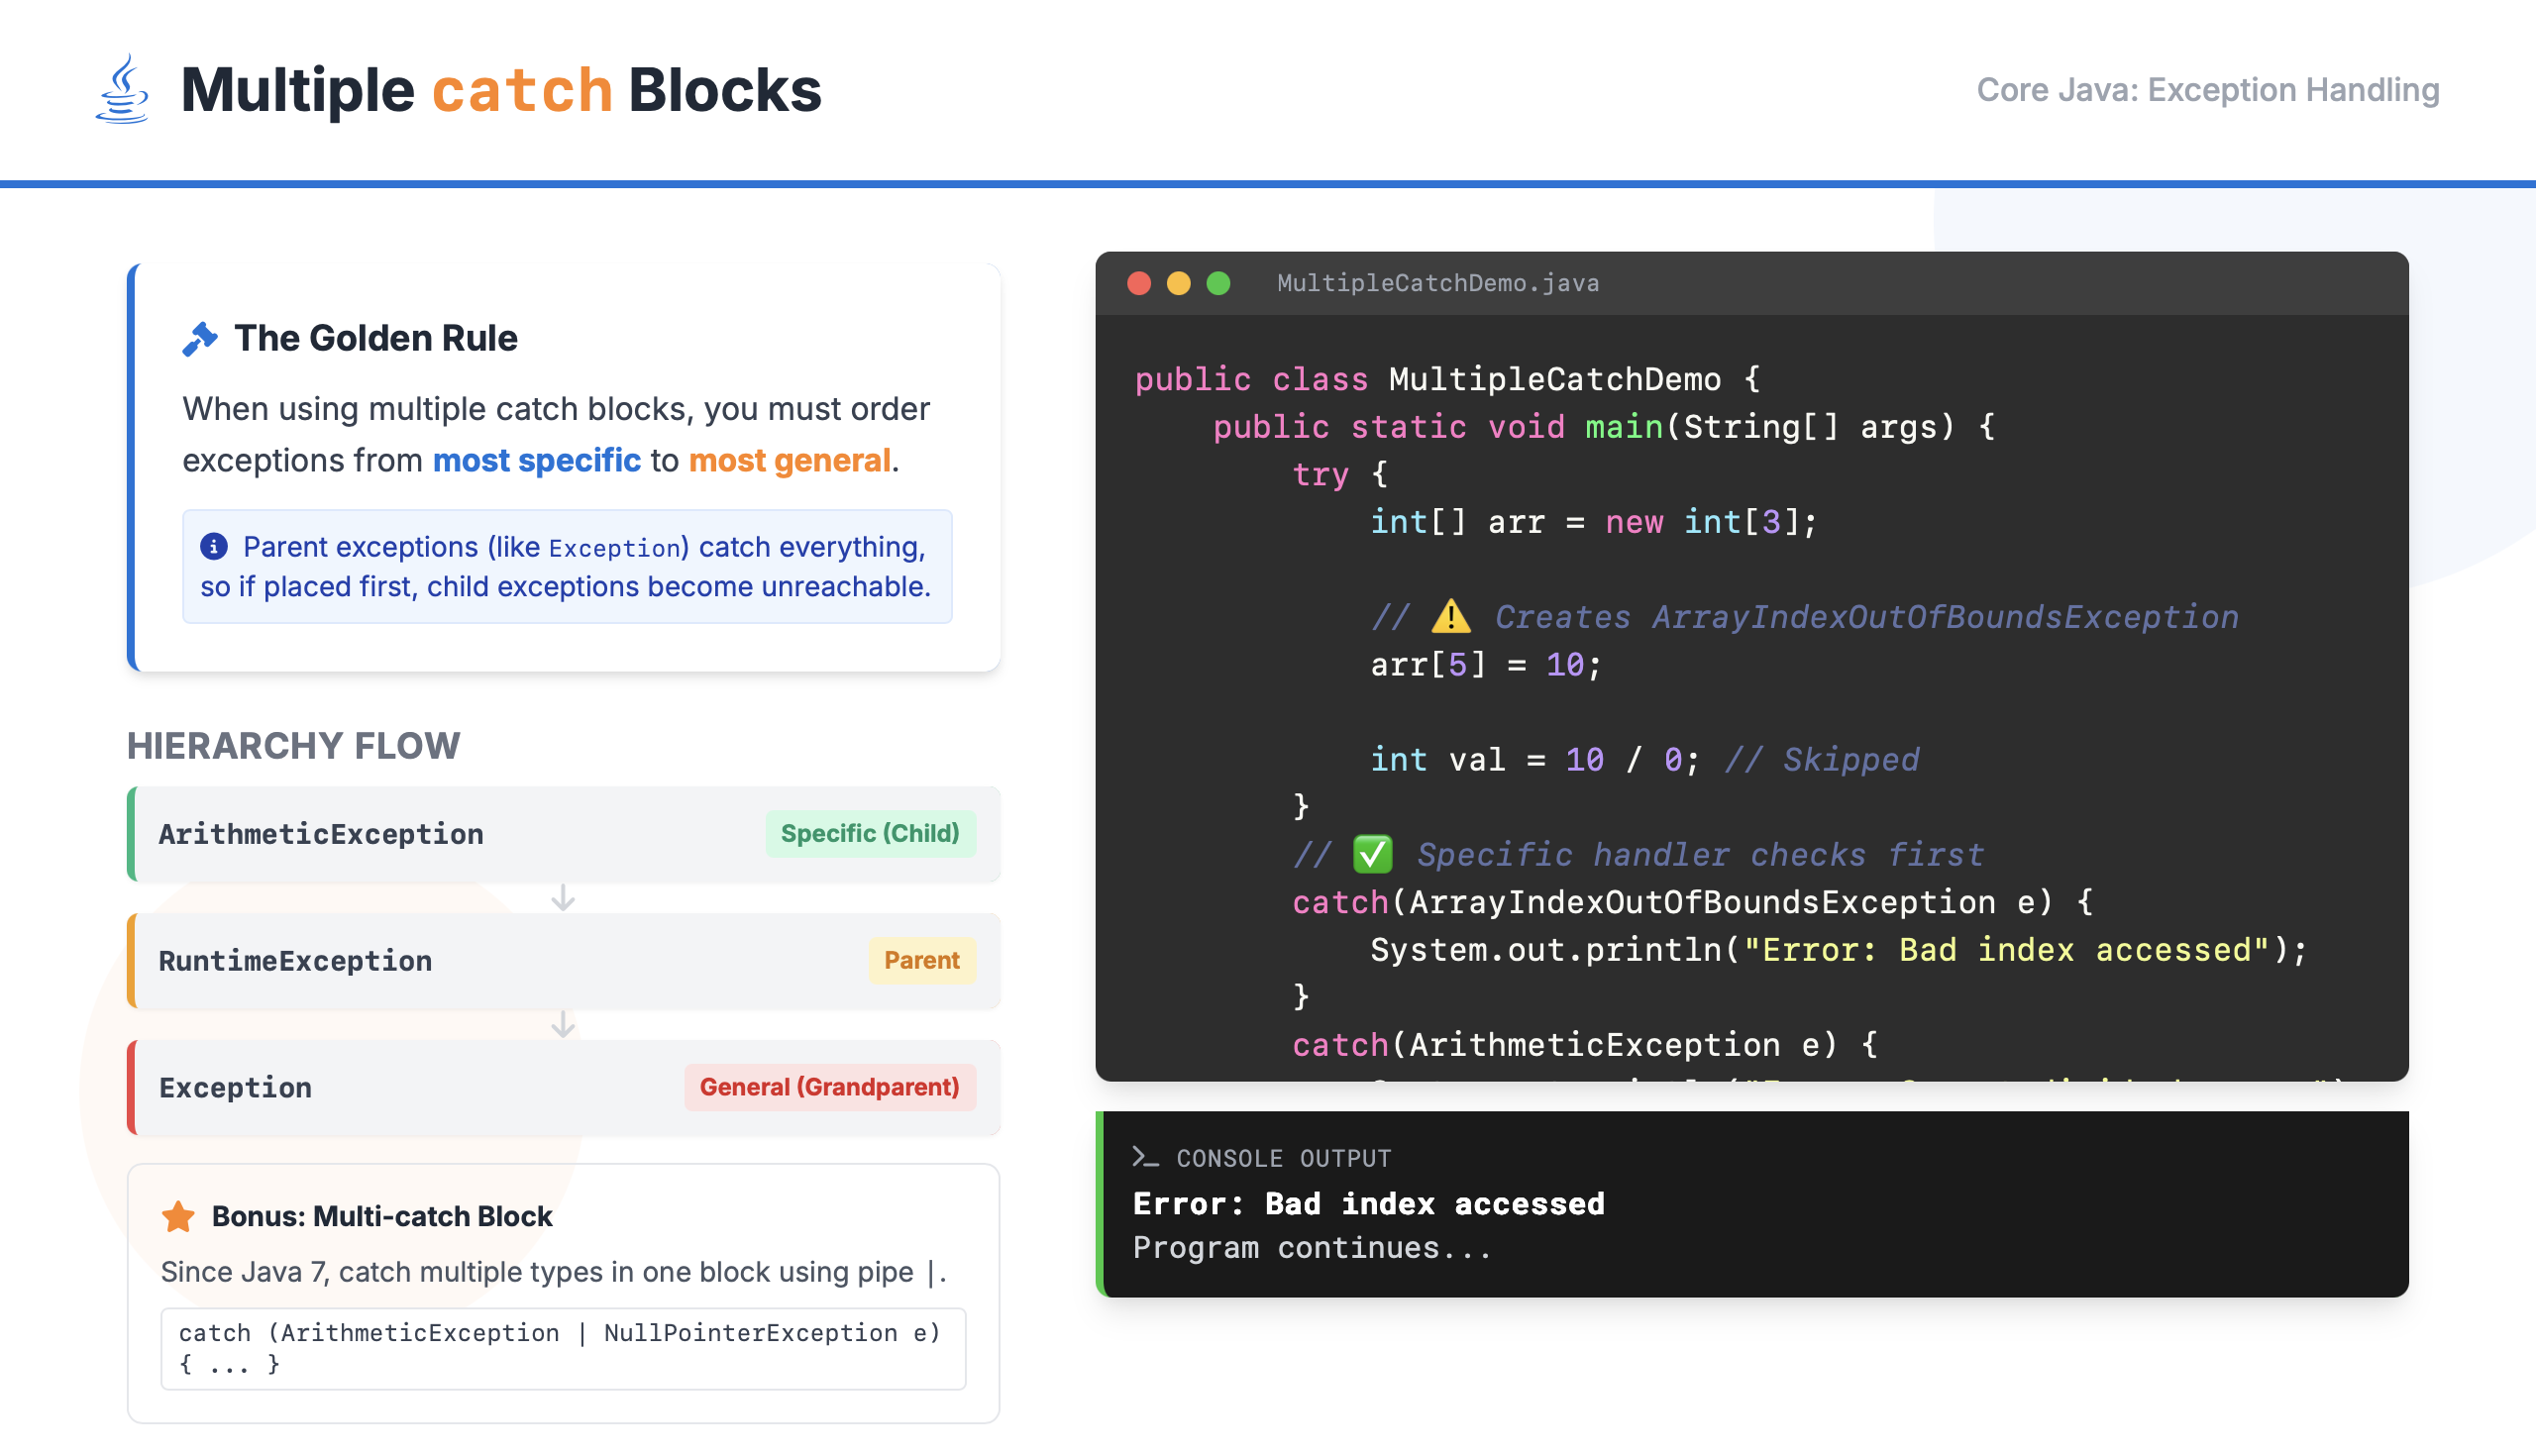 Multiple catch Blocks
Core Java: Exception Handling
The Golden Rule
When using multiple catch blocks, you must order
exceptions from most specific to most general.
Parent exceptions (like Exception) catch everything,
so if placed first, child exceptions become unreachable.
HIERARCHY FLOW
ArithmeticException
Specific (Child)
RuntimeException
Parent
Exception
General (Grandparent)
Bonus: Multi-catch Block
Since Java 7, catch multiple types in one block using pipe |.
catch (ArithmeticException | NullPointerException e)
{ ... }
MultipleCatchDemo.java
public class MultipleCatchDemo {
    public static void main(String[] args) {
        try {
            int[] arr = new int[3];
            // ⚠️ Creates ArrayIndexOutOfBoundsException
            arr[5] = 10;
            int val = 10 / 0; // Skipped
        }
        // ✅ Specific handler checks first
        catch(ArrayIndexOutOfBoundsException e) {
            System.out.println("Error: Bad index accessed");
        }
        catch(ArithmeticException e) {
CONSOLE OUTPUT
Error: Bad index accessed
Program continues...